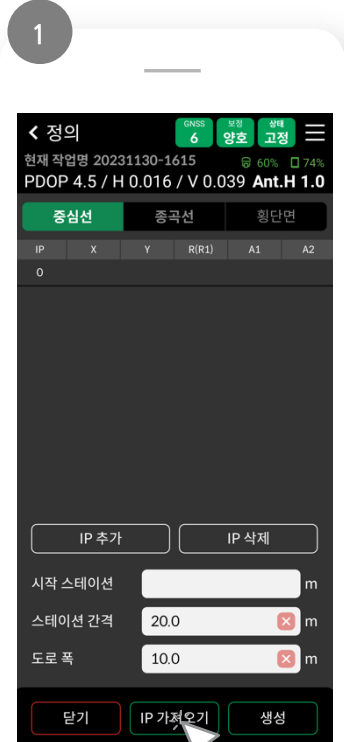 1
정의
GNSS 6
보정 양호
상태 고정
현재 작업명 20231130-1615 60% 74%
PDOP 4.5 / H 0.016 / V 0.039 Ant.H 1.0
중심선 종곡선 횡단면
IP X Y R(R1) A1 A2
0
IP 추가 IP 삭제
시작 스테이션 m
스테이션 간격 20.0 m
도로 폭 10.0 m
닫기 IP 가져오기 생성